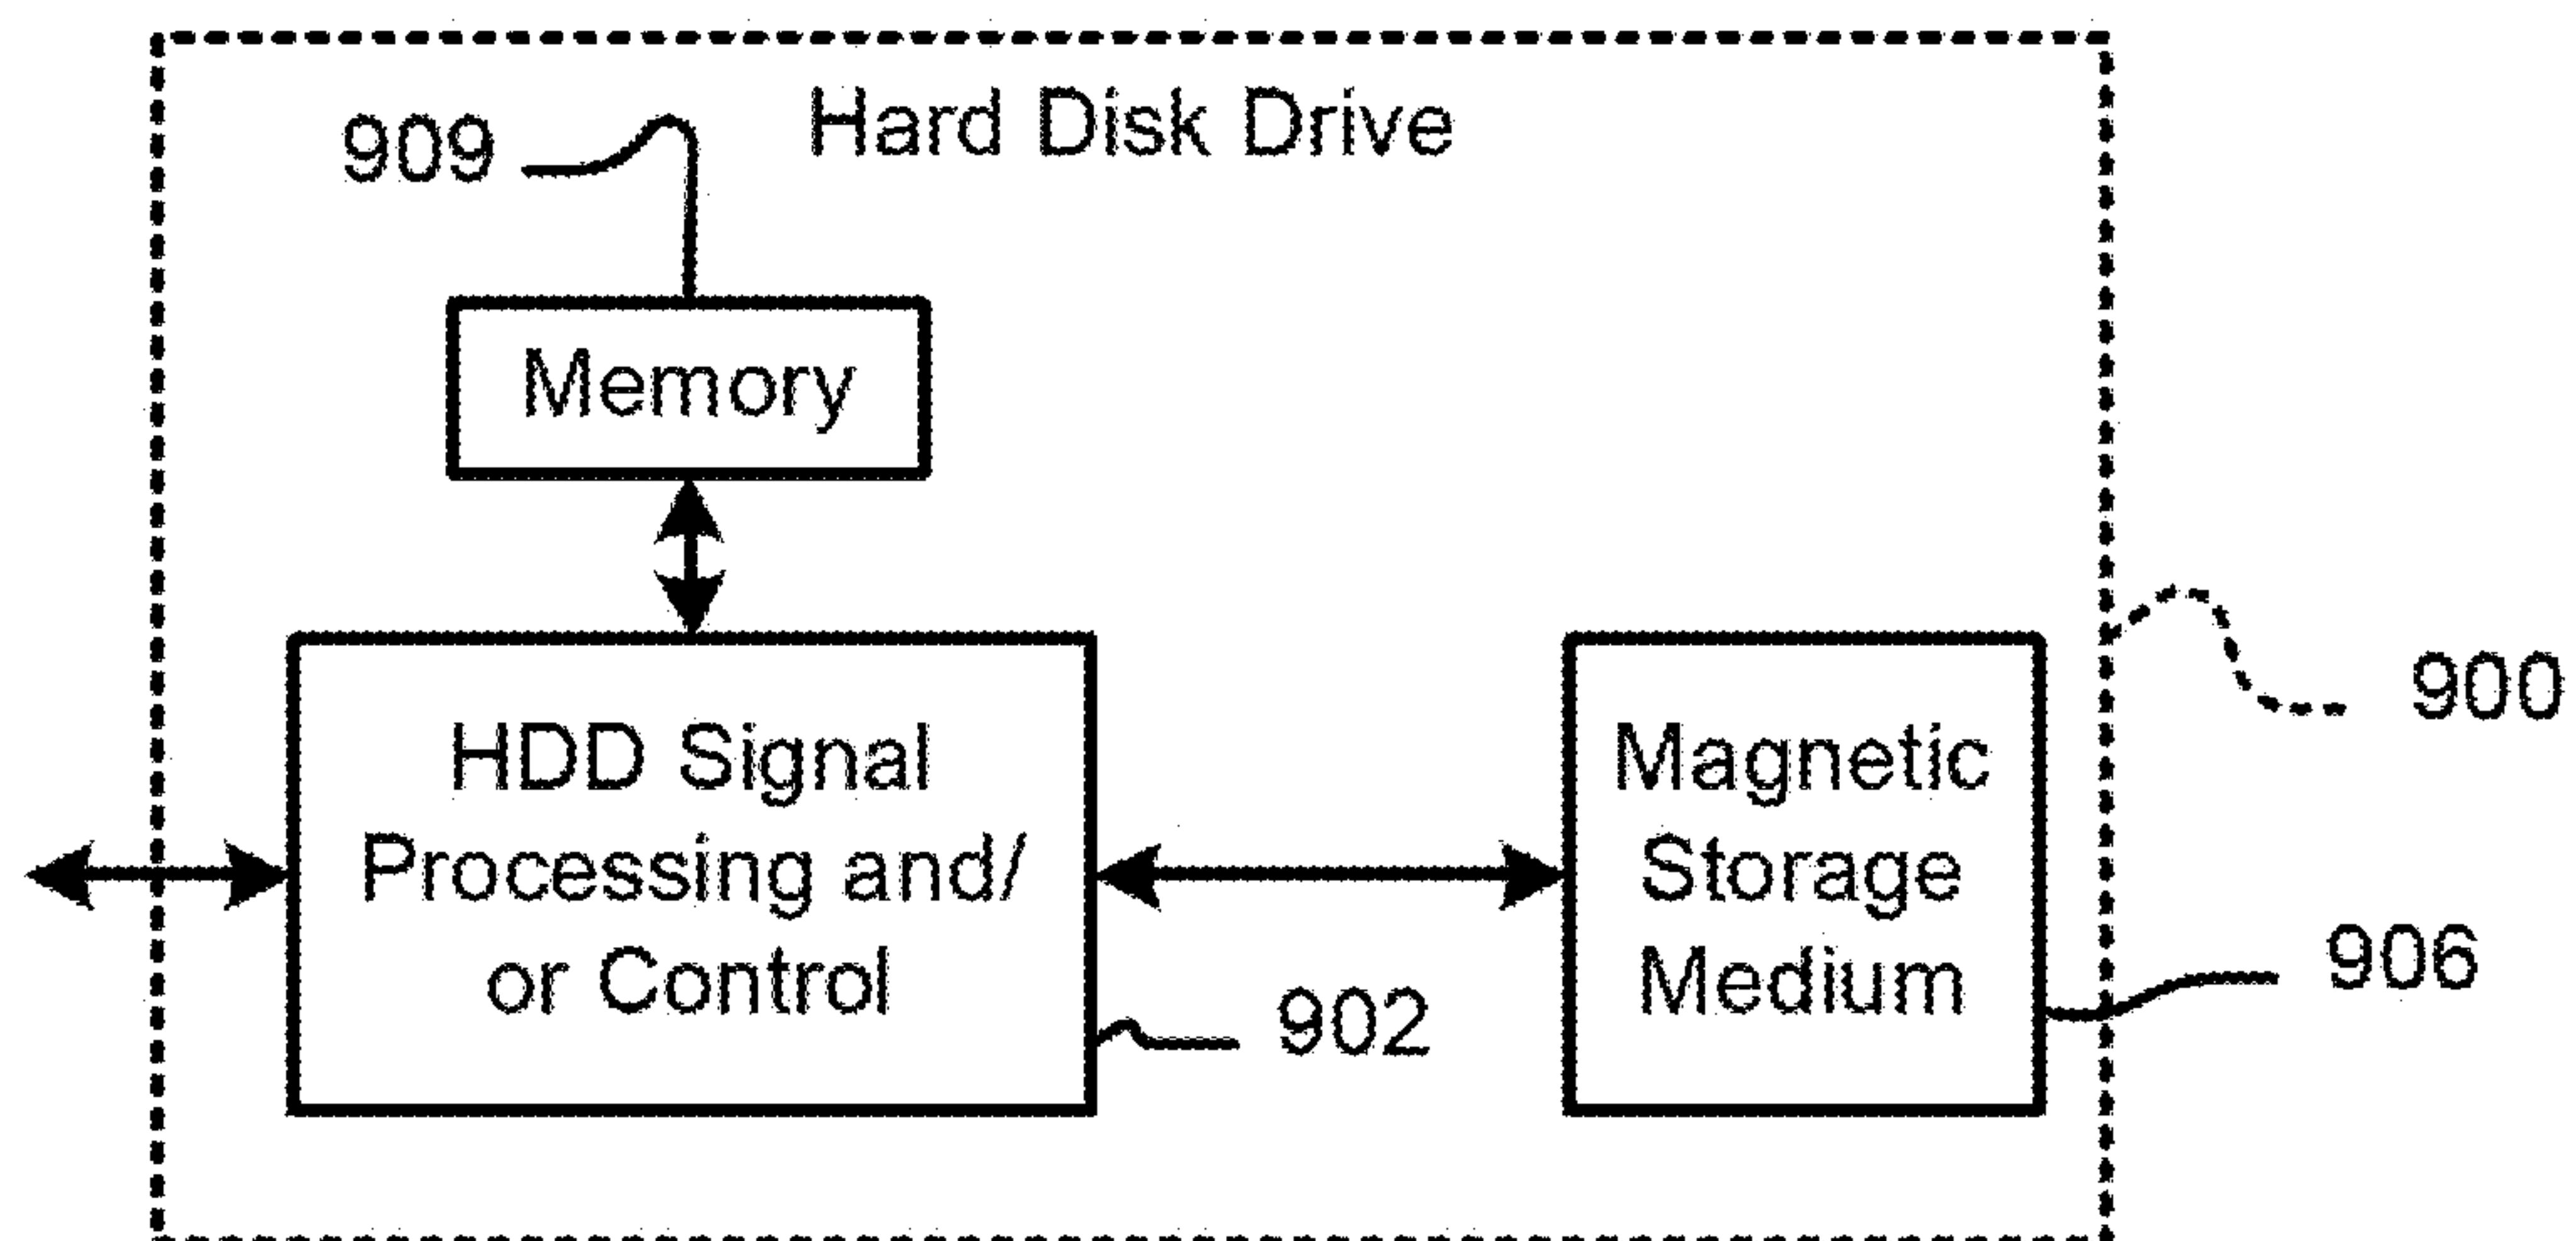 Hard Disk Drive
909
Memory
HDD Signal
Processing and/
or Control
902
Magnetic
Storage
Medium
900
906